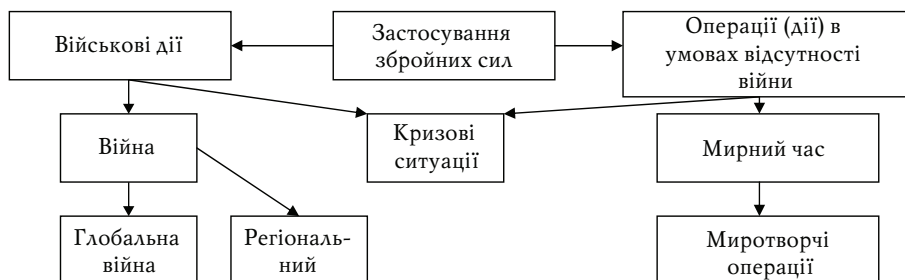 Військові дії
Застосування
збройних сил
Операції (дії) в
умовах відсутності
війни
Війна
Кризові
ситуації
Мирний час
Глобальна
війна
Регіональ-
ний
Миротворчі
операції